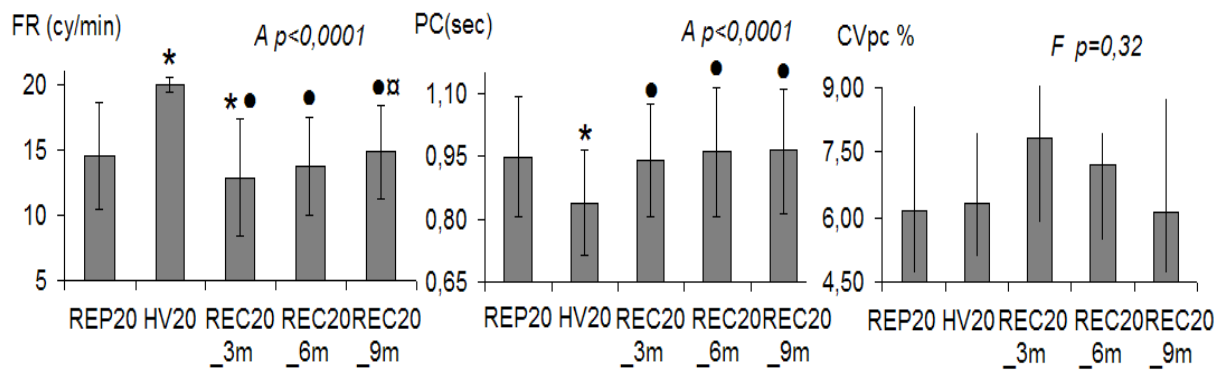 FR (cy/min)
A p<0,0001
*
* ●
●
●¤
20
15
10
5
REP20 HV20 REC20 REC20 REC20
_3m _6m _9m
PC(sec)
A p<0,0001
*
●
●
●
1,10
0,95
0,80
0,65
REP20 HV20 REC20 REC20 REC20
_3m _6m _9m
CVpc %
F p=0,32
9,00
7,50
6,00
4,50
REP20 HV20 REC20 REC20 REC20
_3m _6m _9m